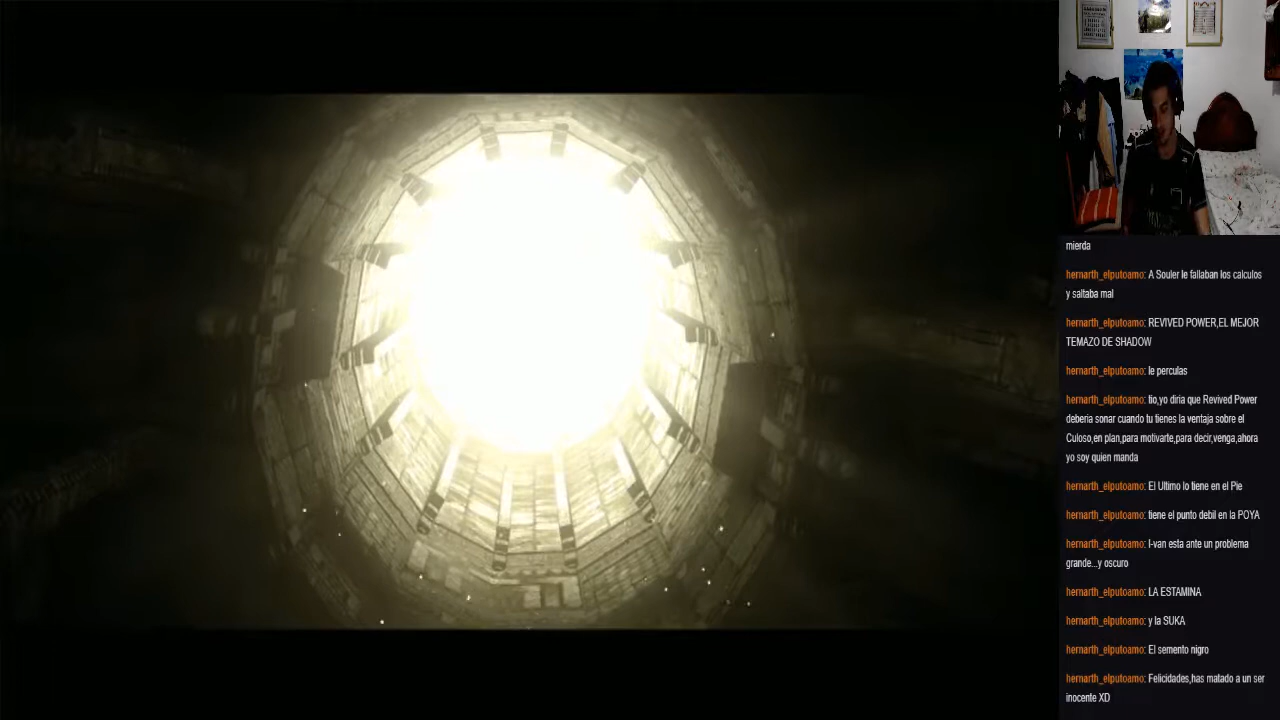 mierda
hernarth_elputoamo: A Souler le fallaban los calculos
y saltaba mal
hernarth_elputoamo: REVIVED POWER,EL MEJOR
TEMAZO DE SHADOW
hernarth_elputoamo: le perculas
hernarth_elputoamo: tio,yo diria que Revived Power
deberia sonar cuando tu tienes la ventaja sobre el
Culoso,en plan,para motivarte,para decir,venga,ahora
yo soy quien manda
hernarth_elputoamo: El Ultimo lo tiene en el Pie
hernarth_elputoamo: tiene el punto debil en la POYA
hernarth_elputoamo: I-van esta ante un problema
grande...y oscuro
hernarth_elputoamo: LA ESTAMINA
hernarth_elputoamo: y la SUKA
hernarth_elputoamo: El semento nigro
hernarth_elputoamo: Felicidades,has matado a un ser
inocente XD